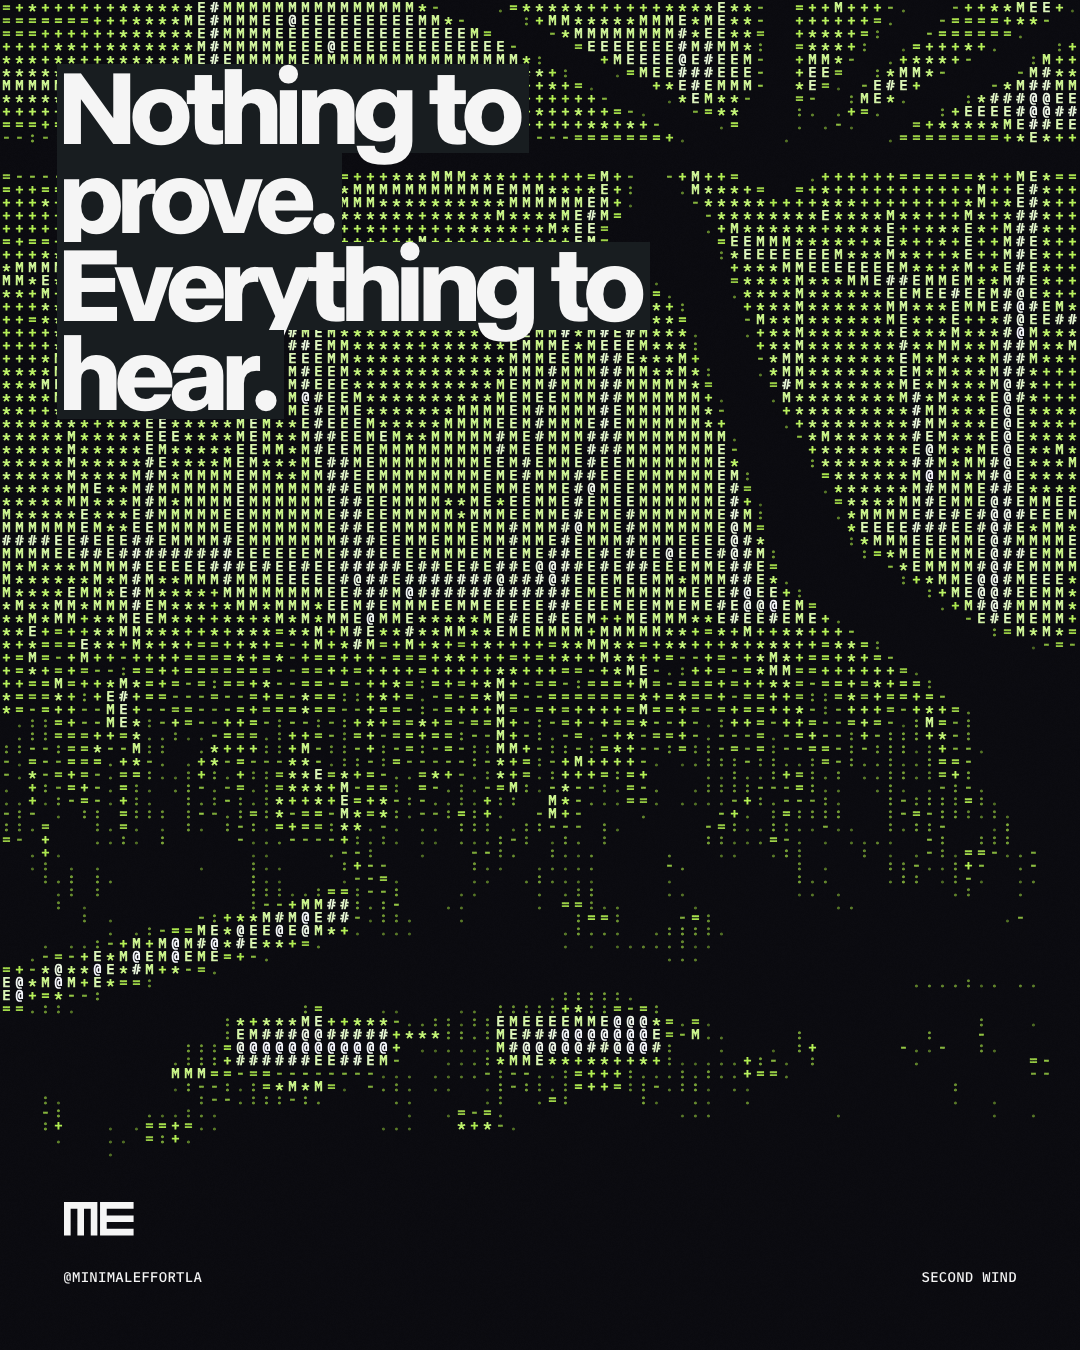 Nothing to
prove.
Everything to
hear.
ME
@MINIMALEFFORTLA
SECOND WIND